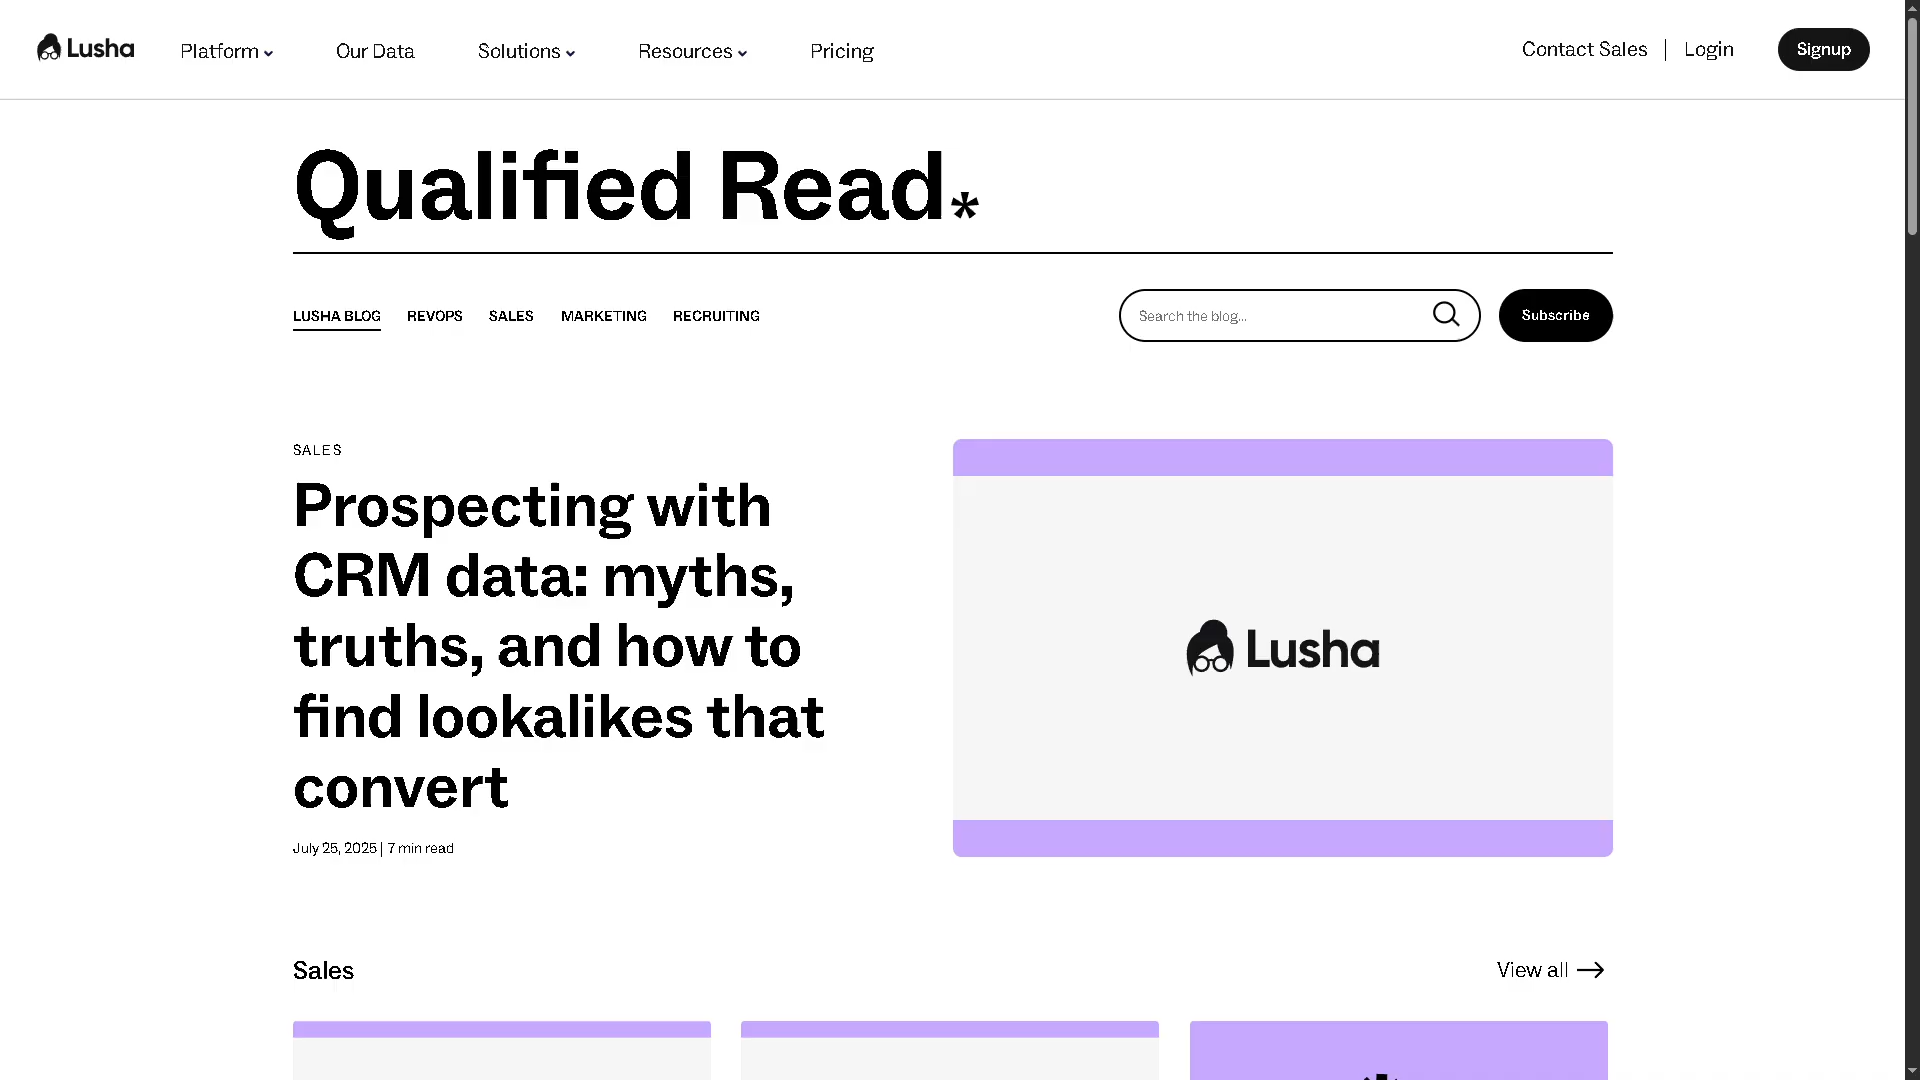 Lusha
Platform
Our Data
Solutions
Resources
Pricing
Contact Sales
Login
Signup
Qualified Read*
LUSHA BLOG
REVOPS
SALES
MARKETING
RECRUITING
Search the blog...
Subscribe
SALES
Prospecting with
CRM data: myths,
truths, and how to
find lookalikes that
convert
July 25, 2025 | 7 min read
Lusha
Sales
View all